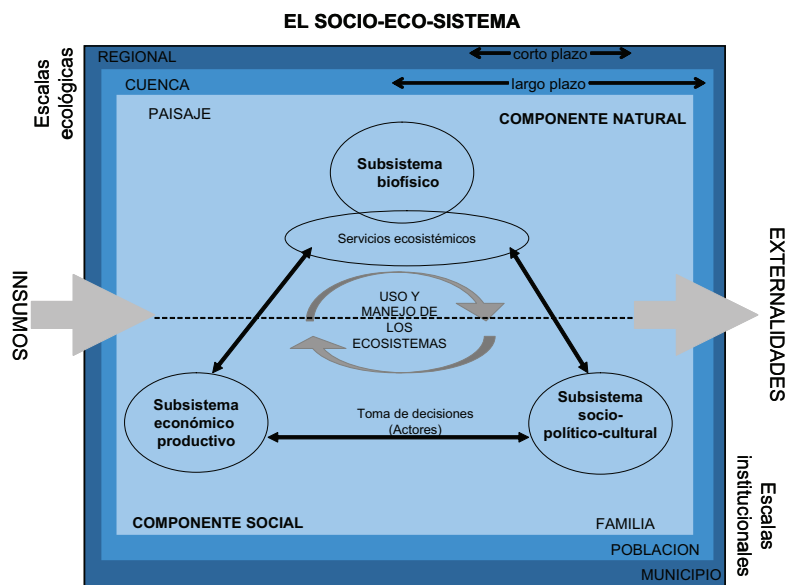 EL SOCIO-ECO-SISTEMA
Escalas
ecológicas
REGIONAL
corto plazo
CUENCA
largo plazo
PAISAJE
COMPONENTE NATURAL
Subsistema
biofísico
Servicios ecosistémicos
INSUMOS
EXTERNALIDADES
USO Y
MANEJO DE
LOS
ECOSISTEMAS
Subsistema
económico
productivo
Toma de decisiones
(Actores)
Subsistema
socio-
político-cultural
COMPONENTE SOCIAL
FAMILIA
POBLACION
MUNICIPIO
Escalas
institucionales